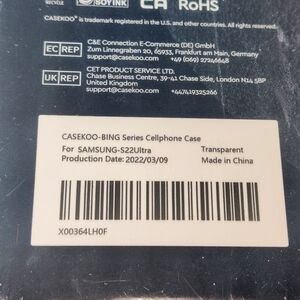 SOY INK CA RoHS
CASEKOO® is trademark registered in the U.S. and other countries. All rights reserved.
EC REP C&E Connection E-Commerce (DE) GmbH
Zum Linnegraben 20, 65933, Frankfurt am Main, Germany
support@casekoo.com +49 (069) 27246648
UK REP CET PRODUCT SERVICE LTD.
Chase Business Centre, 39-41 Chase Side, London N14 5BP
United Kingdom
support@casekoo.com +447419325266
CASEKOO-BING Series Cellphone Case
For SAMSUNG-S22Ultra Transparent
Production Date: 2022/03/09 Made in China
X00364LH0F